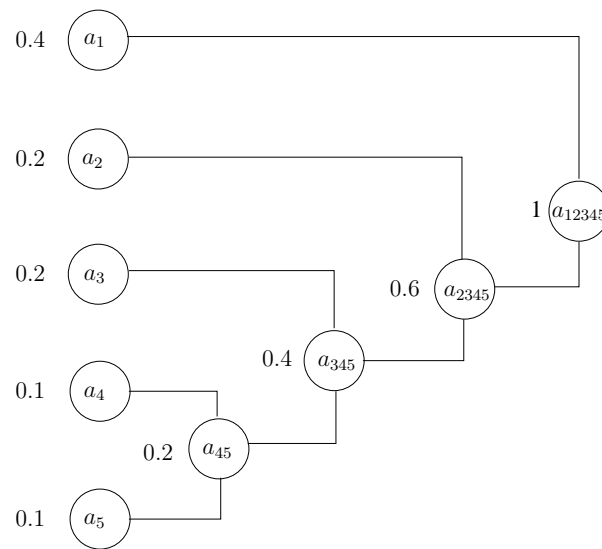 0.4 a₁
0.2 a₂
1 a₁₂₃₄₅
0.2 a₃
0.6 a₂₃₄₅
0.4 a₃₄₅
0.1 a₄
0.2 a₄₅
0.1 a₅